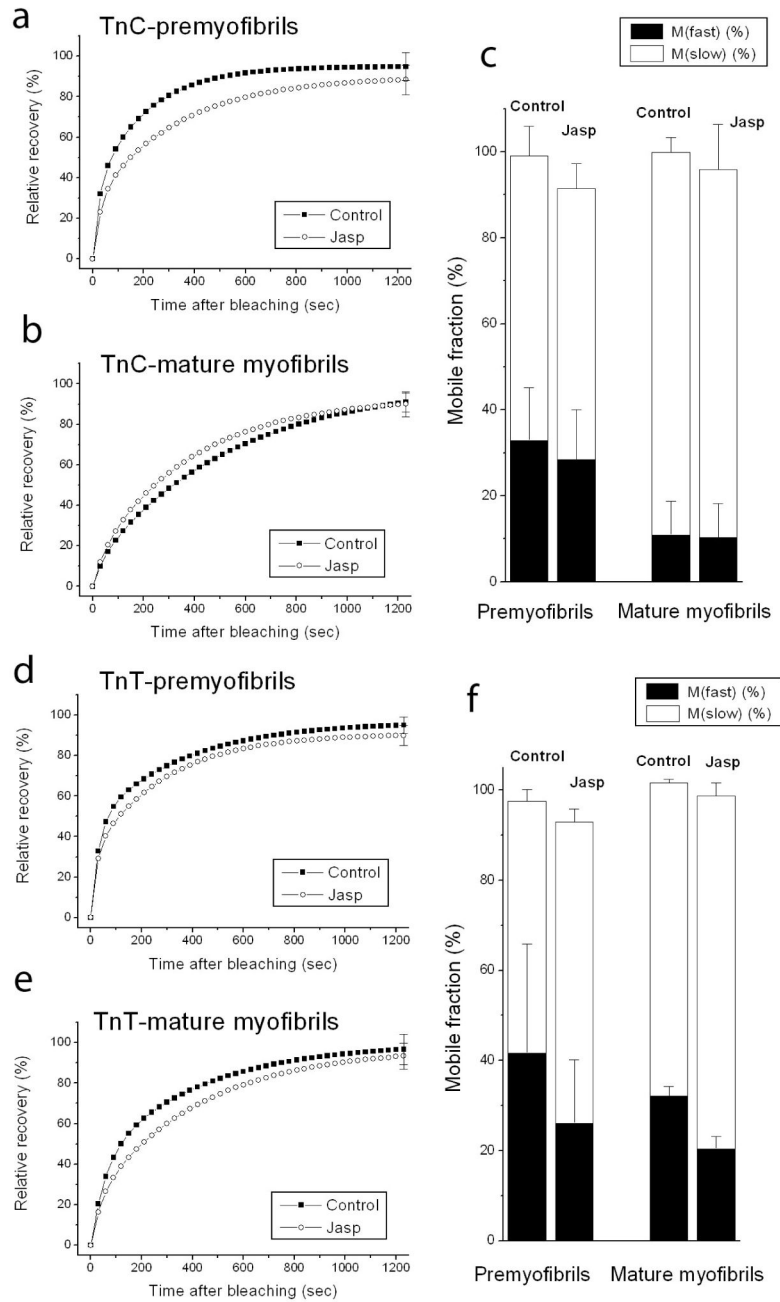 a
TnC-premyofibrils
Relative recovery (%)
100
80
60
40
20
0
Control
Jasp
0 200 400 600 800 1000 1200
Time after bleaching (sec)
b
TnC-mature myofibrils
Relative recovery (%)
100
80
60
40
20
0
Control
Jasp
0 200 400 600 800 1000 1200
Time after bleaching (sec)
c
M(fast) (%)
M(slow) (%)
Control
Jasp
Control
Jasp
Mobile fraction (%)
100
80
60
40
20
0
Premyofibrils Mature myofibrils
d
TnT-premyofibrils
Relative recovery (%)
100
80
60
40
20
0
Control
Jasp
0 200 400 600 800 1000 1200
Time after bleaching (sec)
e
TnT-mature myofibrils
Relative recovery (%)
100
80
60
40
20
0
Control
Jasp
0 200 400 600 800 1000 1200
Time after bleaching (sec)
f
M(fast) (%)
M(slow) (%)
Control
Jasp
Control
Jasp
Mobile fraction (%)
100
80
60
40
20
0
Premyofibrils Mature myofibrils